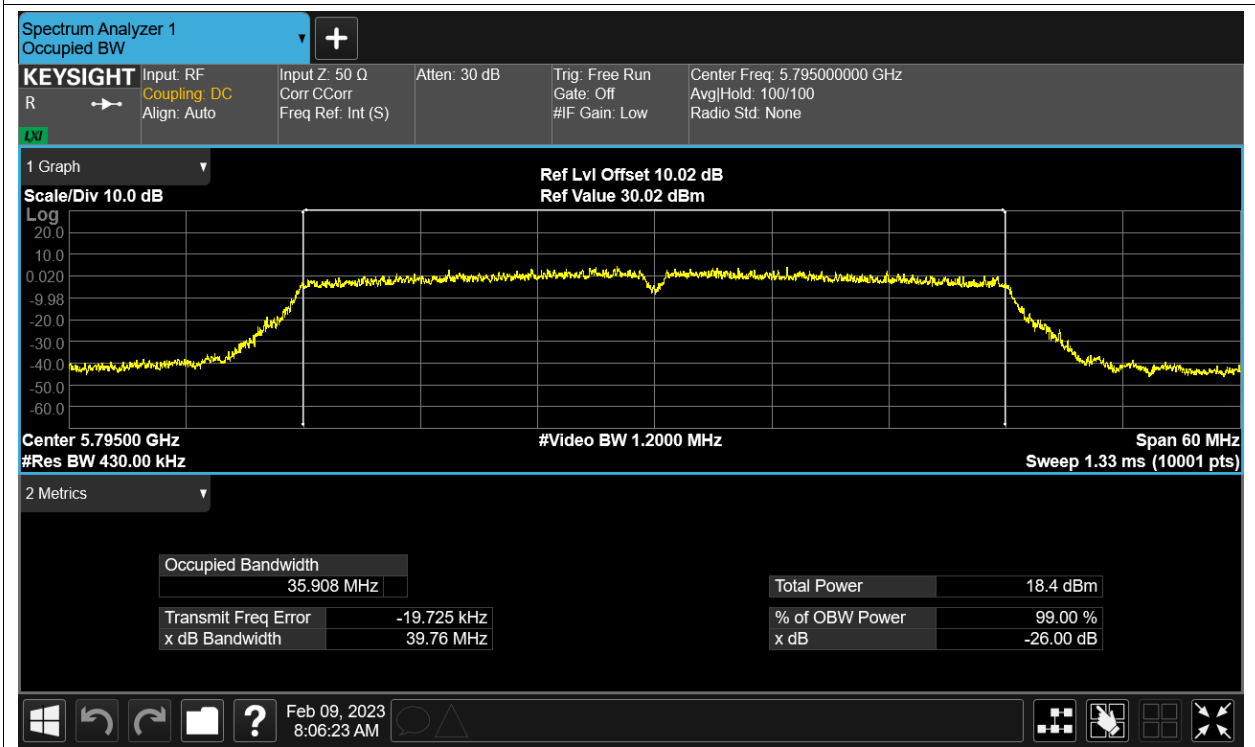 Spectrum Analyzer 1
Occupied BW
KEYSIGHT Input: RF Input Z: 50 Ω Atten: 30 dB Trig: Free Run Center Freq: 5.795000000 GHz
R Coupling: DC Corr CCorr Gate: Off Avg|Hold: 100/100
Align: Auto Freq Ref: Int (S) #IF Gain: Low Radio Std: None
LXI
1 Graph
Ref Lvl Offset 10.02 dB
Scale/Div 10.0 dB Ref Value 30.02 dBm
Log
20.0
10.0
0.020
-9.98
-20.0
-30.0
-40.0
-50.0
-60.0
Center 5.79500 GHz #Video BW 1.2000 MHz Span 60 MHz
#Res BW 430.00 kHz Sweep 1.33 ms (10001 pts)
2 Metrics
Occupied Bandwidth
35.908 MHz Total Power 18.4 dBm
Transmit Freq Error -19.725 kHz % of OBW Power 99.00 %
x dB Bandwidth 39.76 MHz x dB -26.00 dB
? Feb 09, 2023
8:06:23 AM